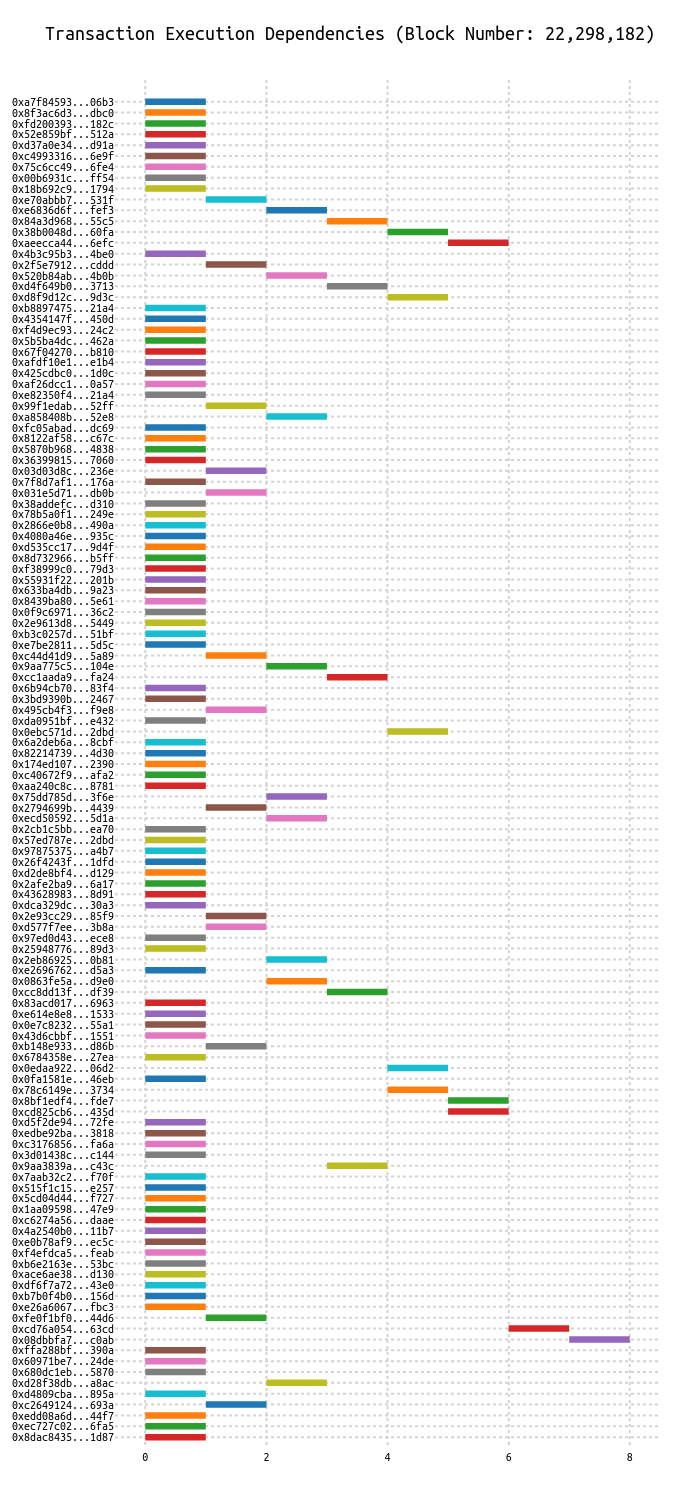 Transaction Execution Dependencies (Block Number: 22,298,182)
0xa7f84593...06b3
0x8f3ac6d3...dbc0
0xfd200393...182c
0x52e859bf...512a
0xd37a0e34...d91a
0xc4993316...6e9f
0x75c6cc49...6fe4
0x00b6931c...ff54
0x18b692c9...1794
0xe70abbb7...531f
0xe6836d6f...fef3
0x84a3d968...55c5
0x38b0048d...60fa
0xaeecca44...6efc
0x4b3c95b3...4be0
0x2f5e7912...cddd
0x520b84ab...4b0b
0xd4f649b0...3713
0xd8f9d12c...9d3c
0xb8897475...21a4
0x4354147f...450d
0xf4d9ec93...24c2
0x5b5ba4dc...462a
0x67f04270...b810
0xafdf10e1...e1b4
0x425cdbc0...1d0c
0xaf26dcc1...0a57
0xe82350f4...21a4
0x99f1edab...52ff
0xa858408b...52e8
0xfc05abad...dc69
0x8122af58...c67c
0x5870b968...4838
0x36399815...7060
0x03d03d8c...236e
0x7f8d7af1...176a
0x031e5d71...db0b
0x38addefc...d310
0x78b5a0f1...249e
0x2866e0b8...490a
0x4080a46e...935c
0xd535cc17...9d4f
0x8d732966...b5ff
0xf38999c0...79d3
0x55931f22...201b
0x633ba4db...9a23
0x8439ba80...5e61
0x0f9c6971...36c2
0x2e9613d8...5449
0xb3c0257d...51bf
0xe7be2811...5d5c
0xc44d41d9...5a89
0x9aa775c5...104e
0xcc1aada9...fa24
0x6b94cb70...83f4
0x3bd9390b...2467
0x495cb4f3...f9e8
0xda0951bf...e432
0x0ebc571d...2dbd
0x6a2deb6a...8cbf
0x82214739...4d30
0x174ed107...2390
0xc40672f9...afa2
0xaa240c8c...8781
0x75dd785d...3f6e
0x2794699b...4439
0xecd50592...5d1a
0x2cb1c5bb...ea70
0x57ed787e...2dbd
0x97875375...a4b7
0x26f4243f...1dfd
0xd2de8bf4...d129
0x2afe2ba9...6a17
0x43628983...8d91
0xdca329dc...30a3
0x2e93cc29...85f9
0xd577f7ee...3b8a
0x97ed0d43...ece8
0x25948776...89d3
0x2eb86925...0b81
0xe2696762...d5a3
0x0863fe5a...d9e0
0xcc8dd13f...df39
0x83acd017...6963
0xe614e8e8...1533
0x0e7c8232...55a1
0x43d6cbbf...1551
0xb148e933...d86b
0x6784358e...27ea
0x0edaa922...06d2
0x0fa1581e...46eb
0x78c6149e...3734
0x8bf1edf4...fde7
0xcd825cb6...435d
0xd5f2de94...72fe
0xedbe92ba...3818
0xc3176856...fa6a
0x3d01438c...c144
0x9aa3839a...c43c
0x7aab32c2...f70f
0x515f1c15...e257
0x5cd04d44...f727
0x1aa09598...47e9
0xc6274a56...daae
0x4a2540b0...11b7
0xe0b78af9...ec5c
0xf4efdca5...feab
0xb6e2163e...53bc
0xace6ae38...d130
0xdf6f7a72...43e0
0xb7b0f4b0...156d
0xe26a6067...fbc3
0xfe0f1bf0...44d6
0xcd76a054...63cd
0x08dbbfa7...c0ab
0xffa288bf...390a
0x60971be7...24de
0x680dc1eb...5870
0xd28f38db...a8ac
0xd4809cba...895a
0xc2649124...693a
0xedd08a6d...44f7
0xec727c02...6fa5
0x8dac8435...1d87
0 2 4 6 8